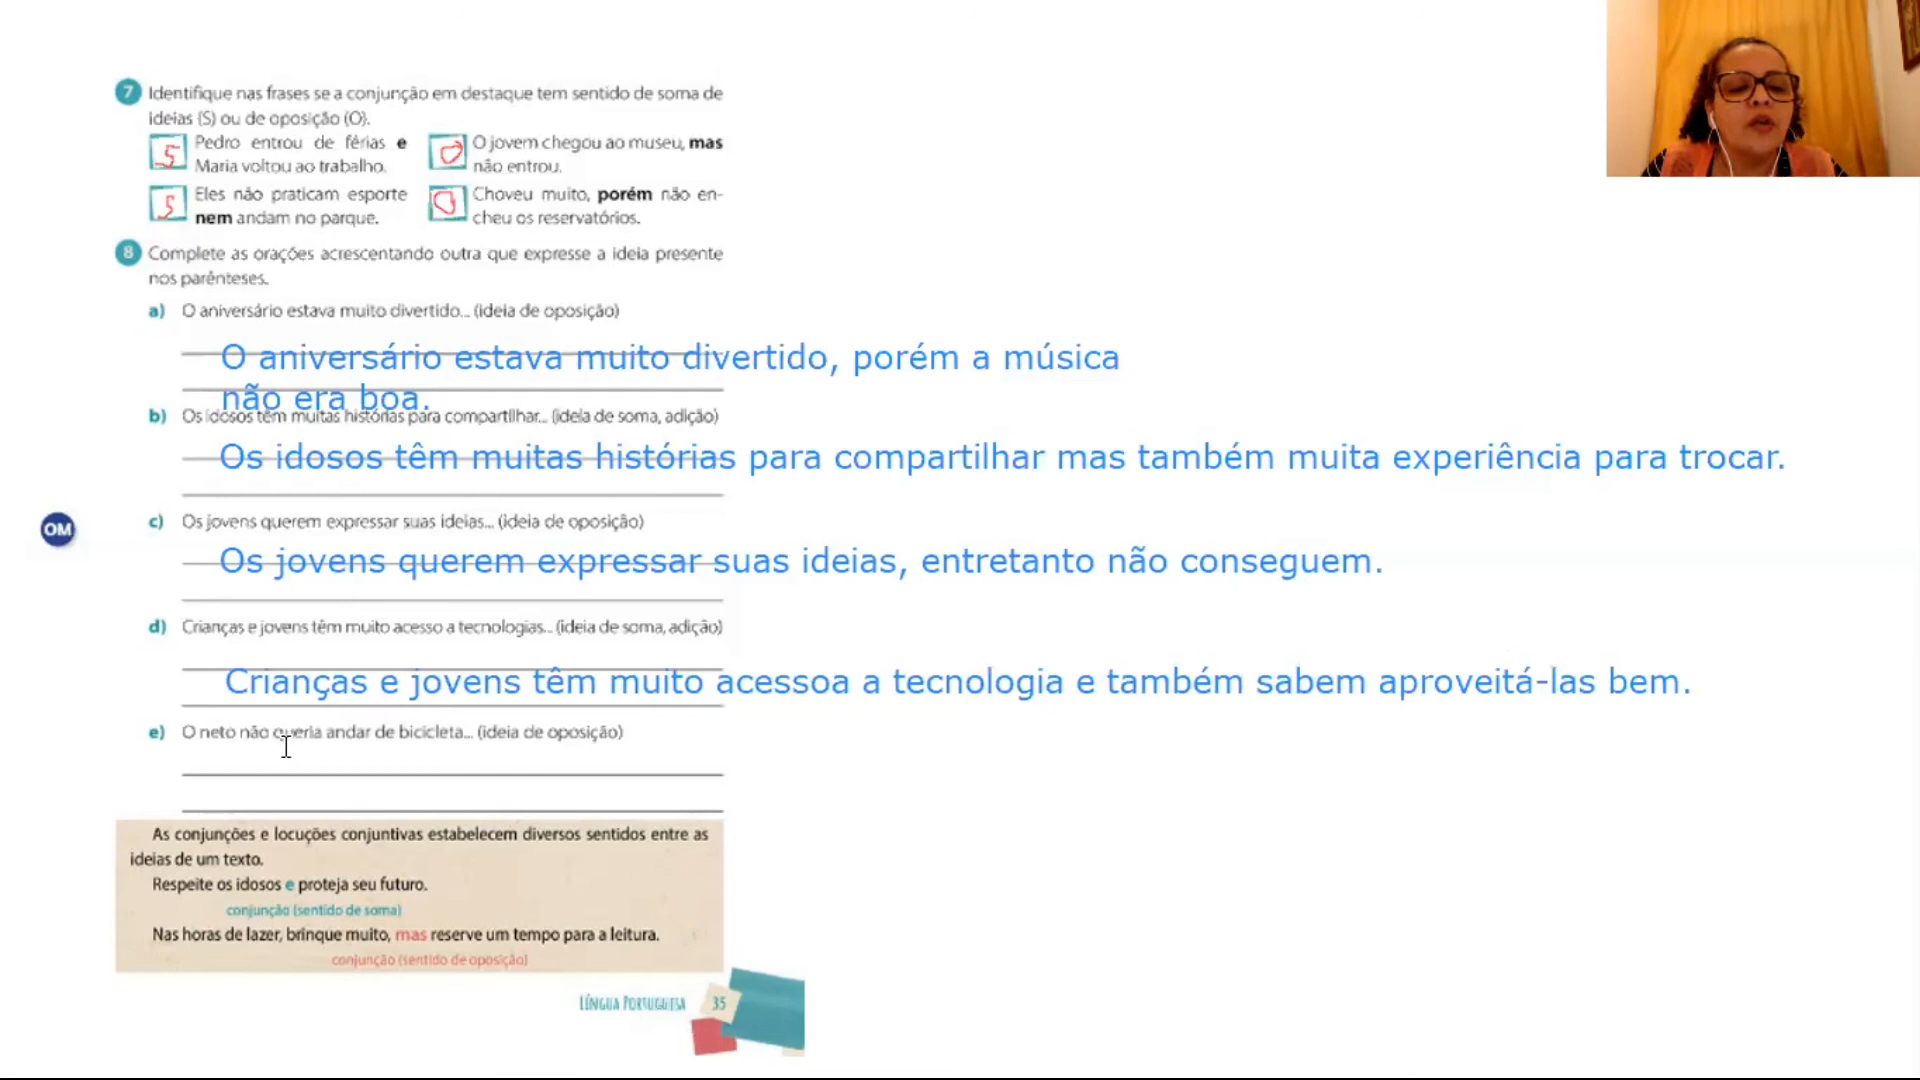 7 Identifique nas frases se a conjunção em destaque tem sentido de soma de
ideias (S) ou de oposição (O).
S Pedro entrou de férias e
Maria voltou ao trabalho.
O O jovem chegou ao museu, mas
não entrou.
S Eles não praticam esporte
nem andam no parque.
O Choveu muito, porém não en-
cheu os reservatórios.
8 Complete as orações acrescentando outra que expresse a ideia presente
nos parênteses.
a) O aniversário estava muito divertido... (ideia de oposição)
O aniversário estava muito divertido, porém a música
não era boa.
b) Os idosos têm muitas histórias para compartilhar... (ideia de soma, adição)
Os idosos têm muitas histórias para compartilhar mas também muita experiência para trocar.
OM
c) Os jovens querem expressar suas ideias... (ideia de oposição)
Os jovens querem expressar suas ideias, entretanto não conseguem.
d) Crianças e jovens têm muito acesso a tecnologias... (ideia de soma, adição)
Crianças e jovens têm muito acessoa a tecnologia e também sabem aproveitá-las bem.
e) O neto não queria andar de bicicleta... (ideia de oposição)
As conjunções e locuções conjuntivas estabelecem diversos sentidos entre as
ideias de um texto.
Respeite os idosos e proteja seu futuro.
conjunção (sentido de soma)
Nas horas de lazer, brinque muito, mas reserve um tempo para a leitura.
conjunção (sentido de oposição)
LÍNGUA PORTUGUESA 35